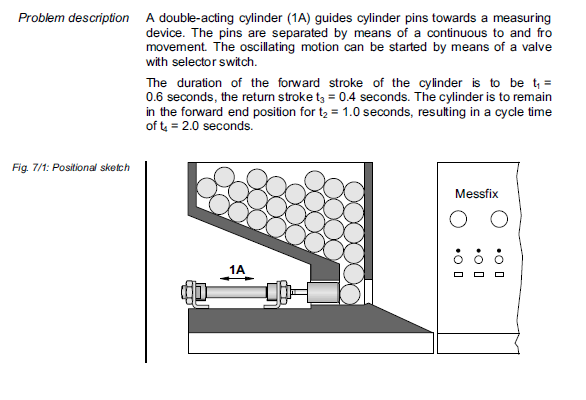 Problem description
A double-acting cylinder (1A) guides cylinder pins towards a measuring
device. The pins are separated by means of a continuous to and fro
movement. The oscillating motion can be started by means of a valve
with selector switch.
The duration of the forward stroke of the cylinder is to be t₁ =
0.6 seconds, the return stroke t₃ = 0.4 seconds. The cylinder is to remain
in the forward end position for t₂ = 1.0 seconds, resulting in a cycle time
of t₄ = 2.0 seconds.
Fig. 7/1: Positional sketch
Messfix
1A